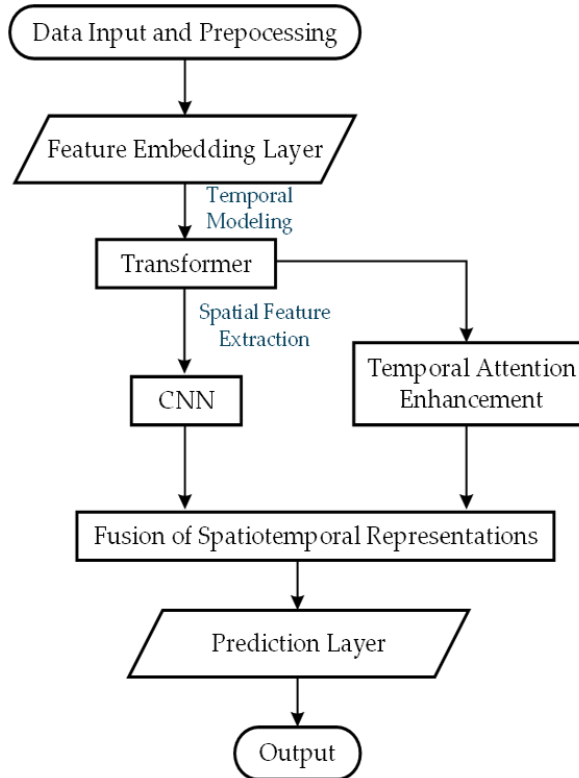 Data Input and Prepocessing
Feature Embedding Layer
Temporal
Modeling
Transformer
Spatial Feature
Extraction
Temporal Attention
Enhancement
CNN
Fusion of Spatiotemporal Representations
Prediction Layer
Output